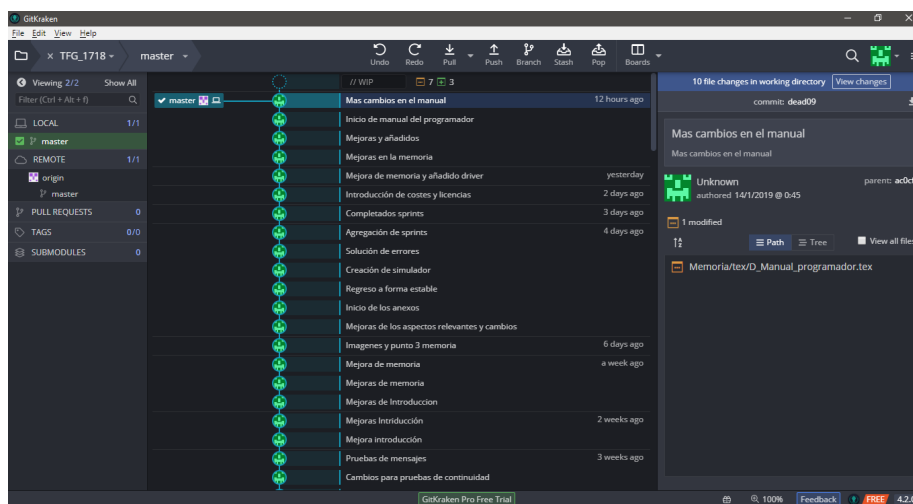 GitKraken
File Edit View Help
TFG_1718
master
Undo Redo Pull Push Branch Stash Pop Boards
Viewing 2/2 Show All
Filter (Ctrl + Alt + f)
LOCAL 1/1
master
REMOTE 1/1
origin
master
PULL REQUESTS 0
TAGS 0/0
SUBMODULES 0
// WIP 7 3
master Mas cambios en el manual 12 hours ago
Inicio de manual del programador
Mejoras y añadidos
Mejoras en la memoria
Mejora de memoria y añadido driver yesterday
Introducción de costes y licencias 2 days ago
Completados sprints 3 days ago
Agregación de sprints 4 days ago
Solución de errores
Creación de simulador
Regreso a forma estable
Inicio de los anexos
Mejoras de los aspectos relevantes y cambios
Imagenes y punto 3 memoria 6 days ago
Mejora de memoria a week ago
Mejoras de memoria
Mejoras de Introduccion
Mejoras Intriducción 2 weeks ago
Mejora introducción
Pruebas de mensajes 3 weeks ago
Cambios para pruebas de continuidad
10 file changes in working directory View changes
commit: dead09
Mas cambios en el manual
Mas cambios en el manual
Unknown parent:
authored 14/1/2019 @ 0:45
1 modified
Path Tree View all files
Memoria/tex/D_Manual_programador.tex
GitKraken Pro Free Trial
100% Feedback FREE 4.2.0